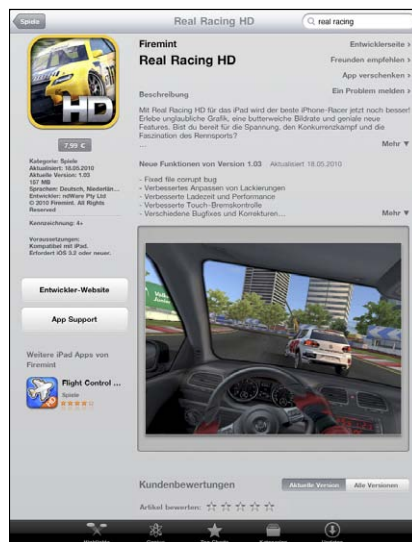 Spiele
Real Racing HD
real racing
Firemint
Real Racing HD
Entwicklerseite >
Freunden empfehlen >
App verschenken >
Ein Problem melden >
Beschreibung
Mit Real Racing HD für das iPad wird der beste iPhone-Racer jetzt noch besser!
Erlebe unglaubliche Grafik, eine butterweiche Bildrate und geniale neue
Features. Bist du bereit für die Spannung, den Konkurrenzkampf und die
Faszination des Rennsports?
...
Mehr ▼
Neue Funktionen von Version 1.03 Aktualisiert 18.05.2010
- Fixed file corrupt bug
- Verbessertes Anpassen von Lackierungen
- Verbesserte Ladezeit und Performance
- Verbesserte Touch-Bremskontrolle
- Verschiedene Bugfixes und Korrekturen...
Mehr ▼
HD
7,99 €
Kategorie: Spiele
Aktualisiert: 18.05.2010
Aktuelle Version: 1.03
157 MB
Sprachen: Deutsch, Niederlän...
Entwickler: ndWare Pty Ltd
© 2010 Firemint. All Rights
Reserved
Kennzeichnung: 4+
Voraussetzungen:
Kompatibel mit iPad.
Erfordert iOS 3.2 oder neuer.
Entwickler-Website
App Support
Weitere iPad Apps von
Firemint
Flight Control ...
Spiele
Kundenbewertungen
Aktuelle Version
Alle Versionen
Artikel bewerten: